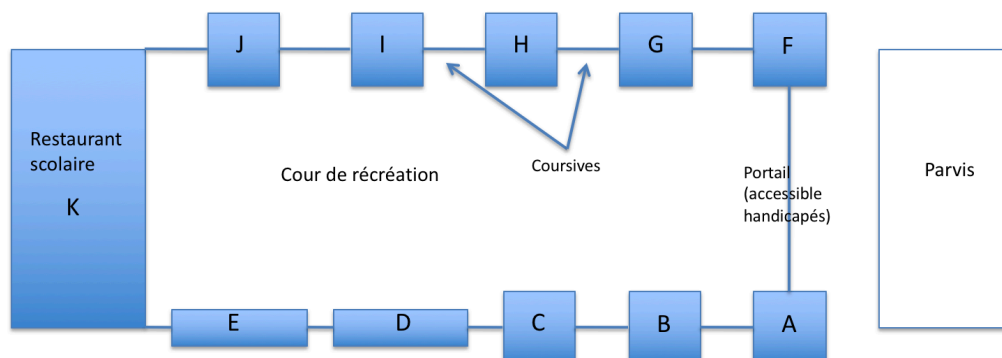 J
I
H
G
F
Restaurant
scolaire
K
Cour de récréation
Coursives
Portail
(accessible
handicapés)
Parvis
E
D
C
B
A